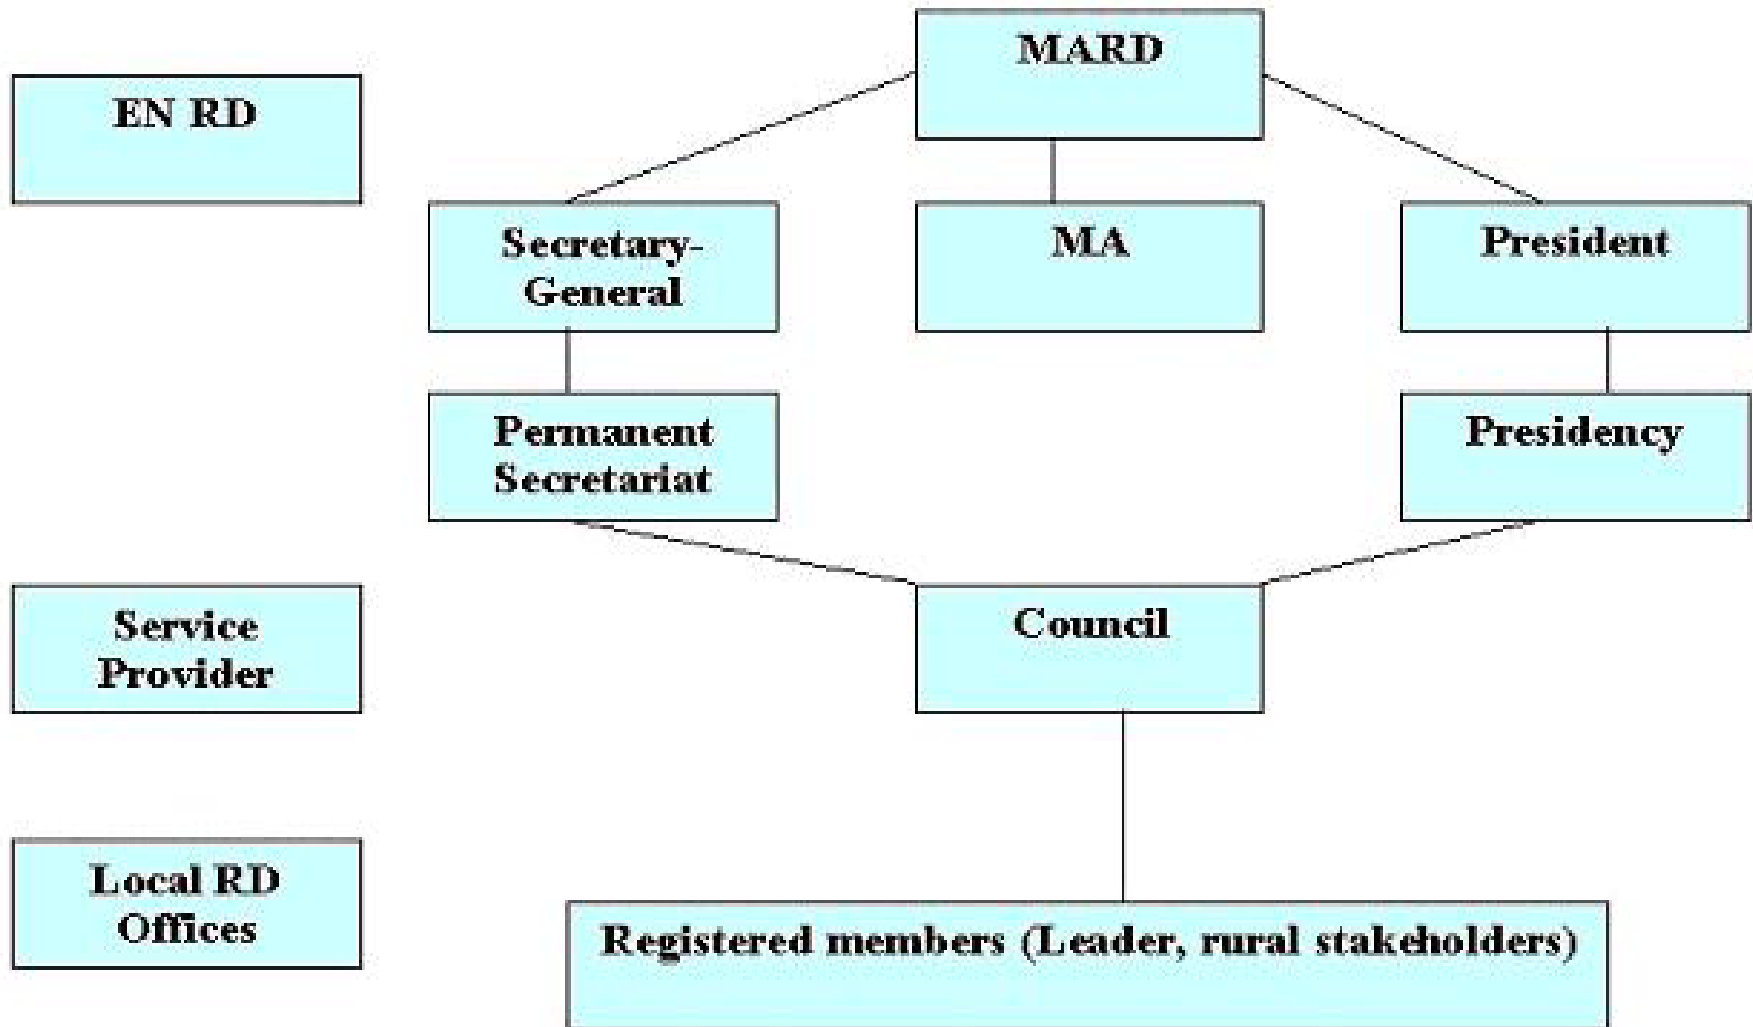 MARD
EN RD
Secretary-
General
MA
President
Permanent
Secretariat
Presidency
Service
Provider
Council
Local RD
Offices
Registered members (Leader, rural stakeholders)